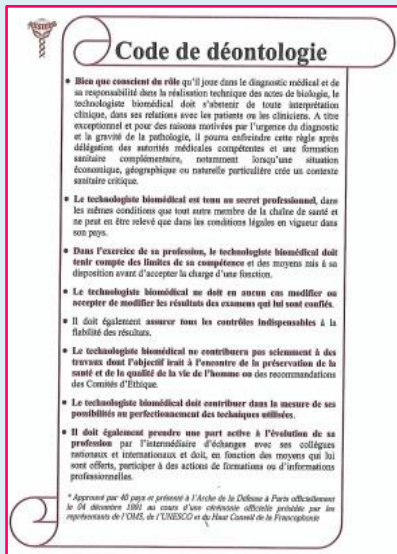 Code de déontologie
• Bien que conscient du rôle qu'il joue dans le diagnostic médical et de
sa responsabilité dans la réalisation technique des actes de biologie, le
technologiste biomédical doit s'abstenir de toute interprétation
clinique, dans ses relations avec les patients ou les cliniciens. A titre
exceptionnel et pour des raisons motivées par l'urgence du diagnostic
et la gravité de la pathologie, il pourra enfreindre cette règle après
délégation des autorités médicales compétentes et une formation
sanitaire complémentaire, notamment lorsqu'une situation
économique, géographique ou naturelle particulière crée un contexte
sanitaire critique.
• Le technologiste biomédical est tenu au secret professionnel, dans
les mêmes conditions que tout autre membre de la chaîne de santé et
ne peut en être relevé que dans les conditions légales en vigueur dans
son pays.
• Dans l'exercice de sa profession, le technologiste biomédical doit
tenir compte des limites de sa compétence et des moyens mis à sa
disposition avant d'accepter la charge d'une fonction.
• Le technologiste biomédical ne doit en aucun cas modifier ou
accepter de modifier les résultats des examens qui lui sont confiés.
• Il doit également assurer tous les contrôles indispensables à la
fiabilité des résultats.
• Le technologiste biomédical ne contribuera pas sciemment à des
travaux dont l'objectif irait à l'encontre de la préservation de la
santé et de la qualité de la vie de l'homme ou des recommandations
des Comités d'Ethique.
• Le technologiste biomédical doit contribuer dans la mesure de ses
possibilités au perfectionnement des techniques utilisées.
• Il doit également prendre une part active à l'évolution de sa
profession par l'intermédiaire d'échanges avec ses collègues
nationaux et internationaux et doit, en fonction des moyens qui lui
sont offerts, participer à des actions de formations ou d'informations
professionnelles.
* Approuvé par 40 pays et présenté à l'Arche de la Défense à Paris officiellement
le 04 décembre 1991 au cours d'une cérémonie officielle présidée par les
représentants de l'OMS, de l'UNESCO et du Haut Conseil de la Francophonie